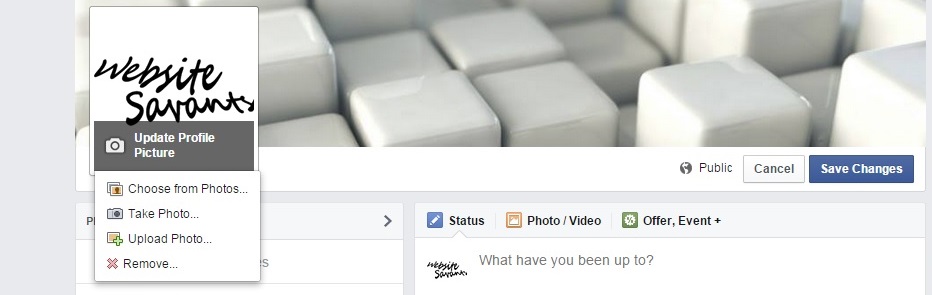 Website
Savants
Update Profile
Picture
Public
Cancel
Save Changes
Choose from Photos...
Take Photo...
Upload Photo...
Remove...
Status
Photo / Video
Offer, Event +
Website
Savants
What have you been up to?